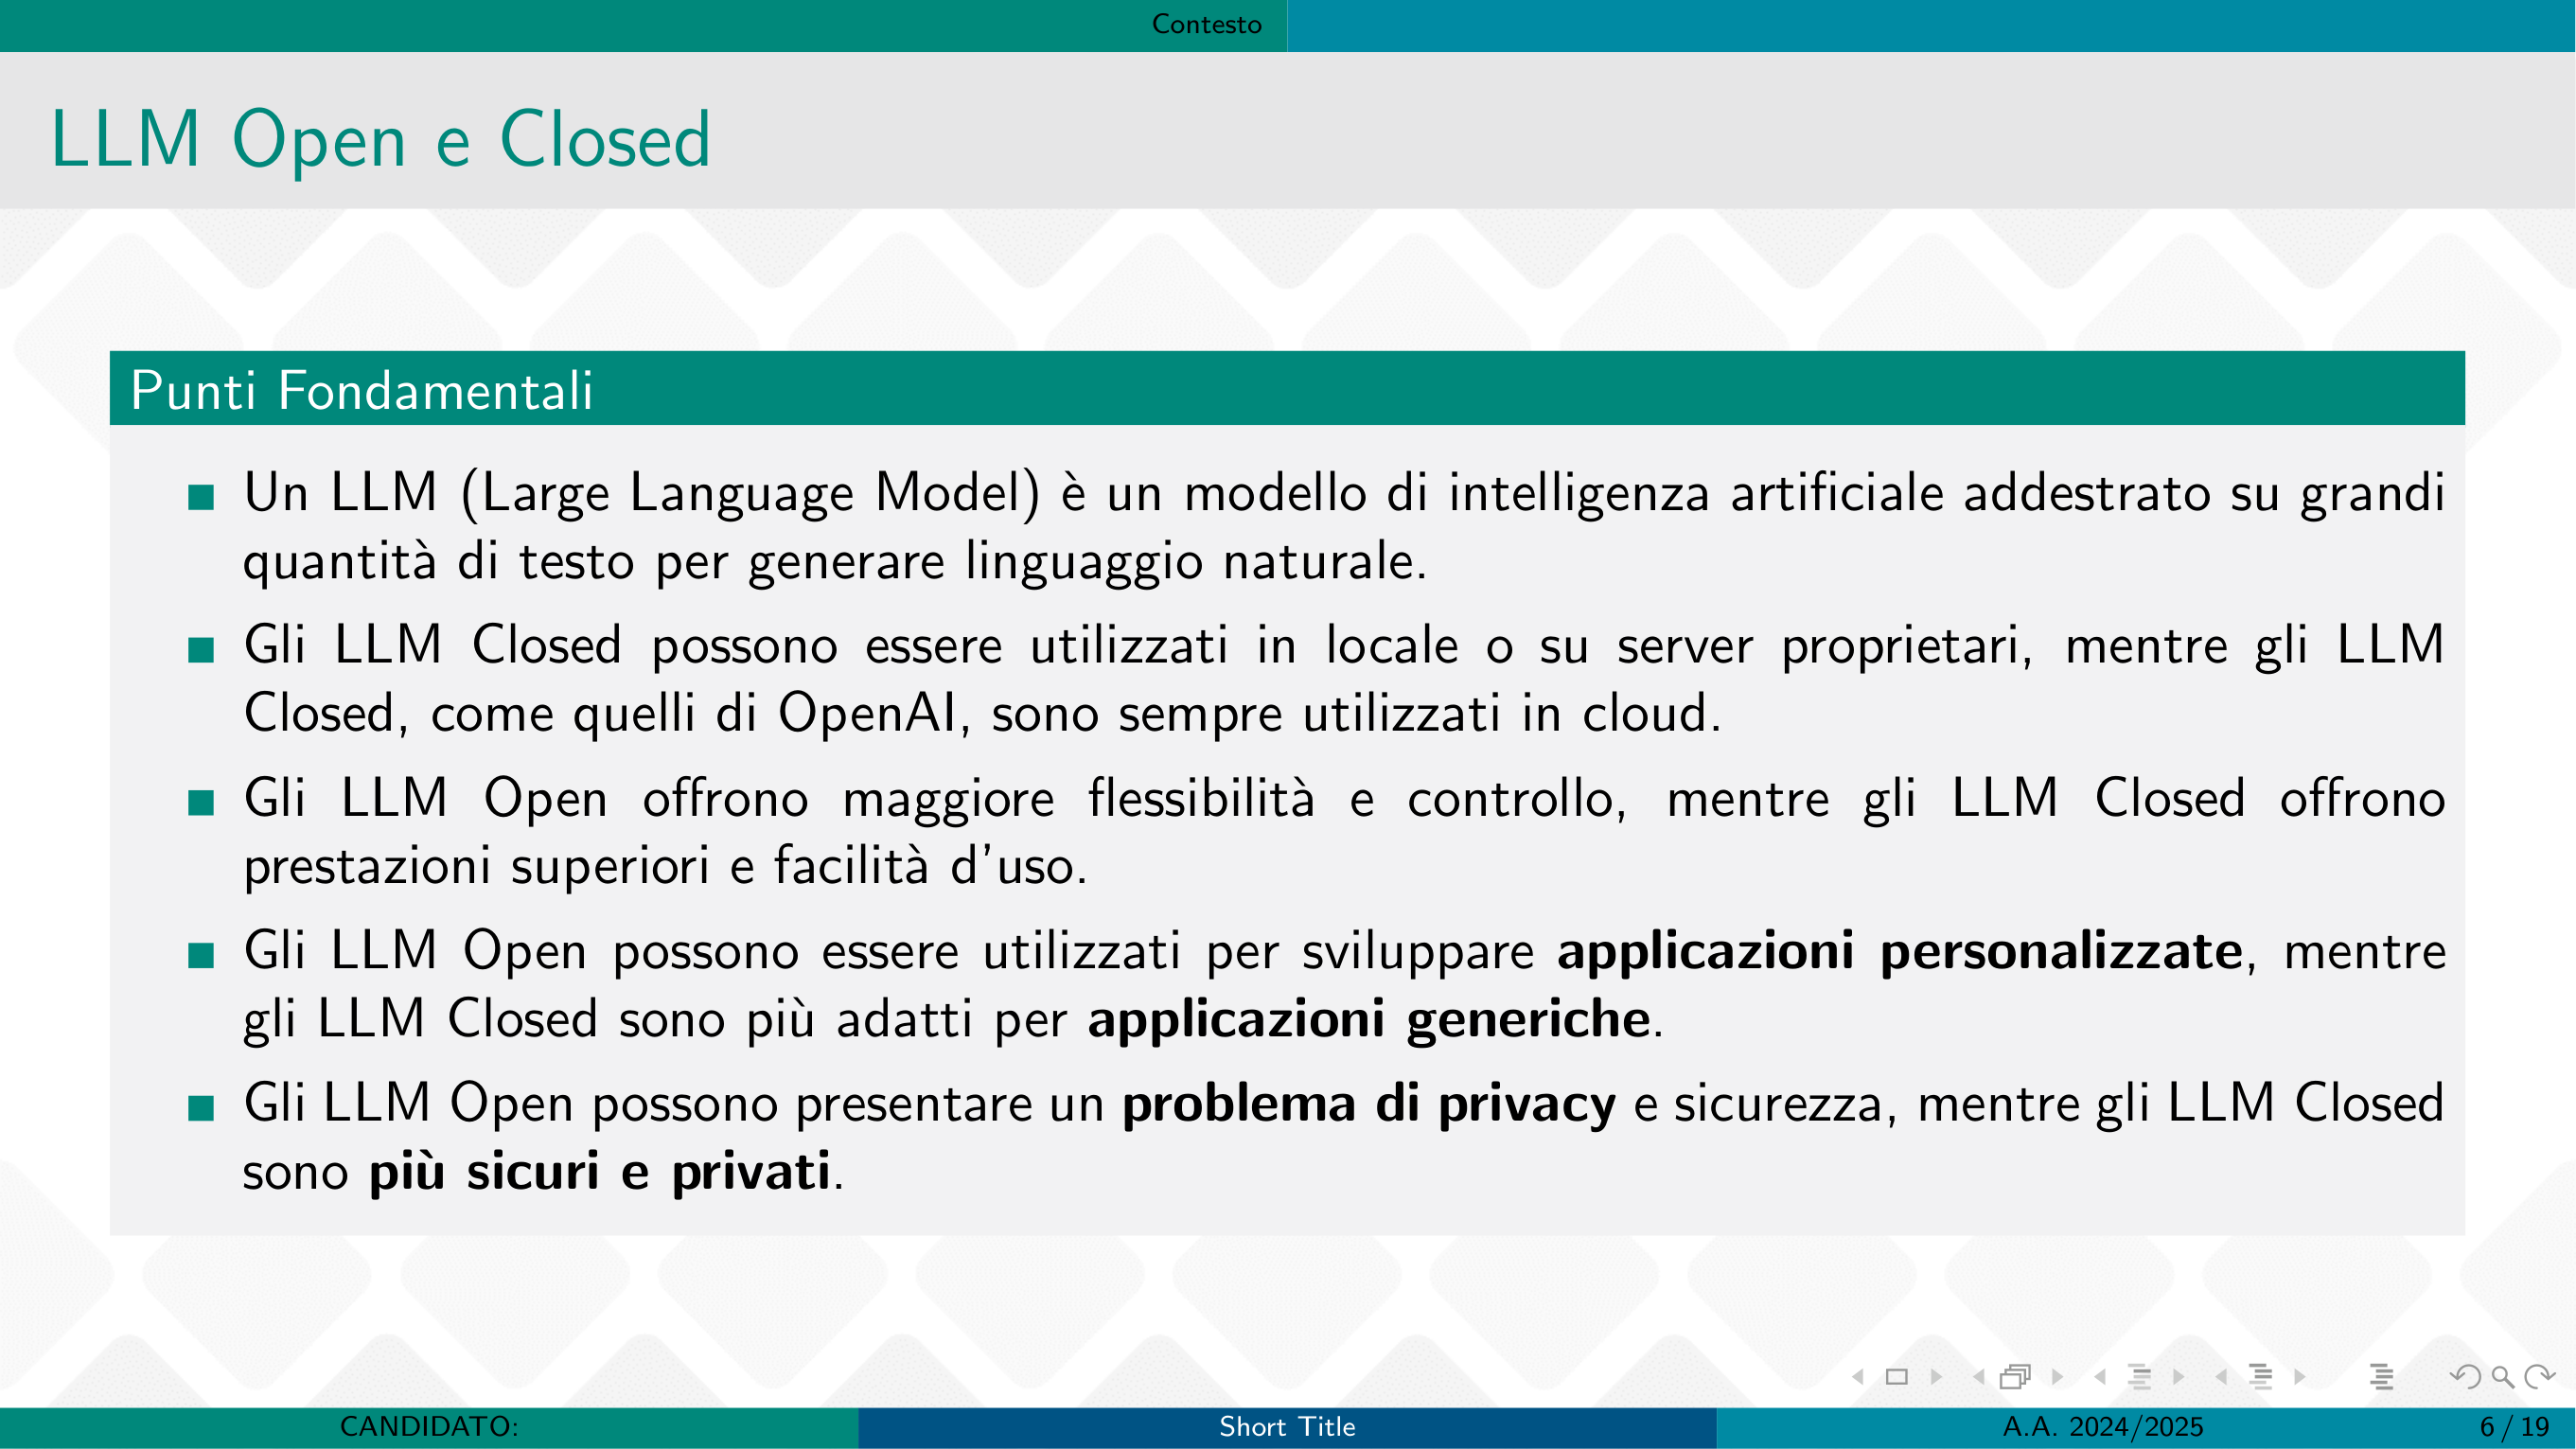 Contesto
LLM Open e Closed
Punti Fondamentali
Un LLM (Large Language Model) è un modello di intelligenza artificiale addestrato su grandi
quantità di testo per generare linguaggio naturale.
Gli LLM Closed possono essere utilizzati in locale o su server proprietari, mentre gli LLM
Closed, come quelli di OpenAI, sono sempre utilizzati in cloud.
Gli LLM Open offrono maggiore flessibilità e controllo, mentre gli LLM Closed offrono
prestazioni superiori e facilità d'uso.
Gli LLM Open possono essere utilizzati per sviluppare applicazioni personalizzate, mentre
gli LLM Closed sono più adatti per applicazioni generiche.
Gli LLM Open possono presentare un problema di privacy e sicurezza, mentre gli LLM Closed
sono più sicuri e privati.
CANDIDATO:
Short Title
A.A. 2024/2025
6 / 19